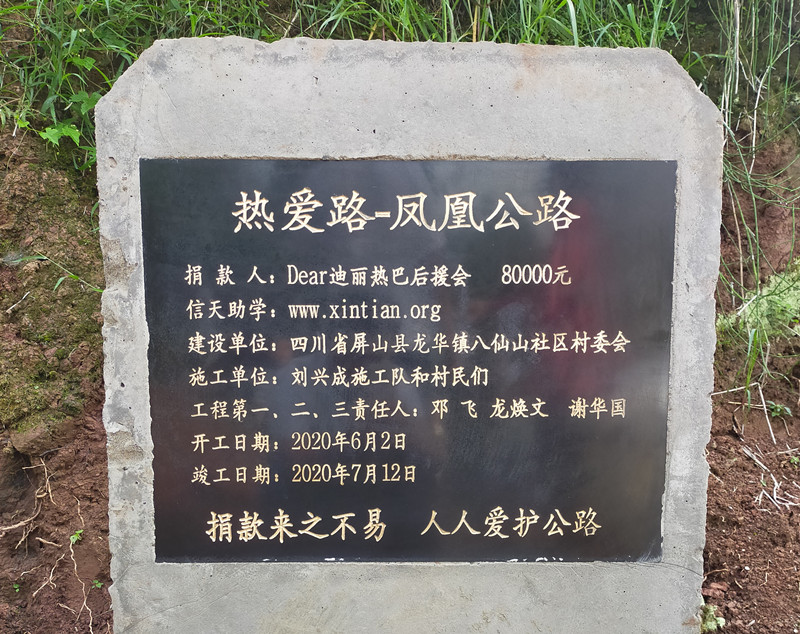 热爱路-凤凰公路
捐 款 人：Dear迪丽热巴后援会 80000元
信天助学：www.xintian.org
建设单位：四川省屏山县龙华镇八仙山社区村委会
施工单位：刘兴成施工队和村民们
工程第一、二、三责任人：邓 飞 龙焕文 谢华国
开工日期：2020年6月2日
竣工日期：2020年7月12日
捐款来之不易 人人爱护公路